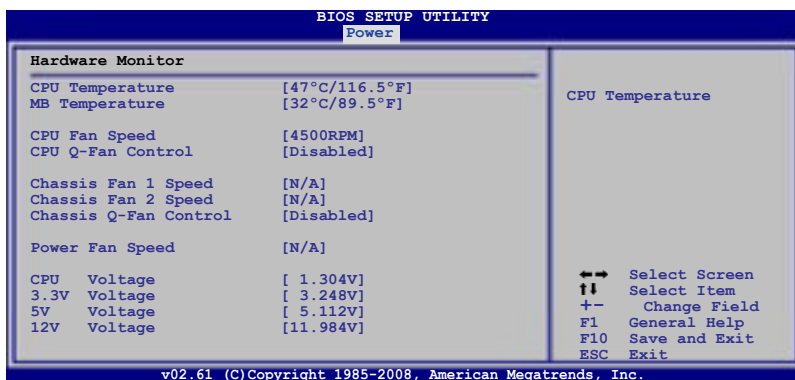 BIOS SETUP UTILITY
Power
Hardware Monitor
CPU Temperature [47°C/116.5°F]
MB Temperature [32°C/89.5°F]
CPU Fan Speed [4500RPM]
CPU Q-Fan Control [Disabled]
Chassis Fan 1 Speed [N/A]
Chassis Fan 2 Speed [N/A]
Chassis Q-Fan Control [Disabled]
Power Fan Speed [N/A]
CPU Voltage [ 1.304V]
3.3V Voltage [ 3.248V]
5V Voltage [ 5.112V]
12V Voltage [11.984V]
CPU Temperature
←→ Select Screen
↑↓ Select Item
+- Change Field
F1 General Help
F10 Save and Exit
ESC Exit
v02.61 (C)Copyright 1985-2008, American Megatrends, Inc.